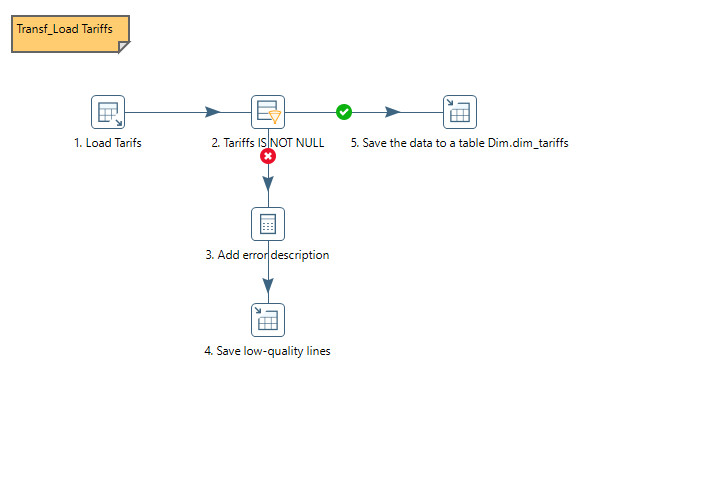 Transf_Load Tariffs
1. Load Tarifs
2. Tariffs IS NOT NULL
5. Save the data to a table Dim.dim_tariffs
3. Add error description
4. Save low-quality lines